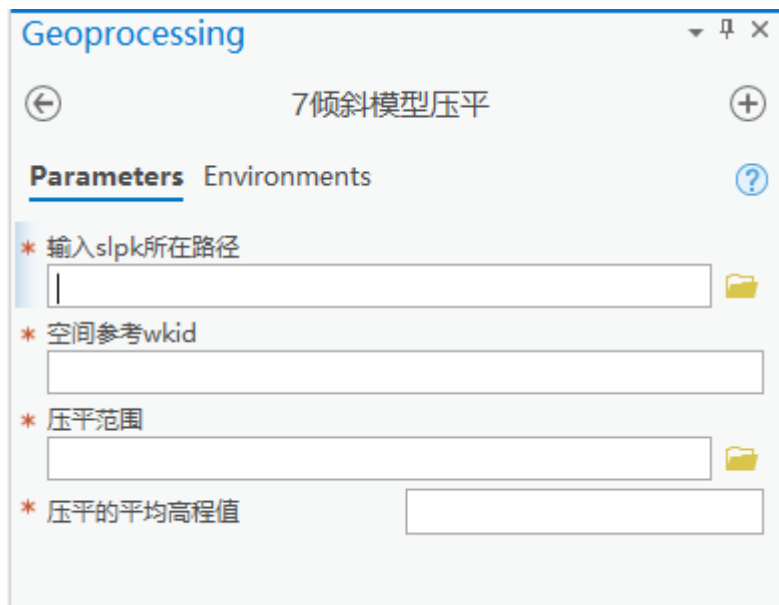 Geoprocessing
7倾斜模型压平
Parameters Environments
* 输入slpk所在路径
* 空间参考wkid
* 压平范围
* 压平的平均高程值